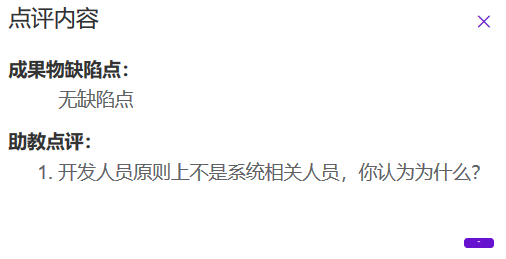 点评内容
成果物缺陷点：
无缺陷点
助教点评：
1. 开发人员原则上不是系统相关人员，你认为为什么？